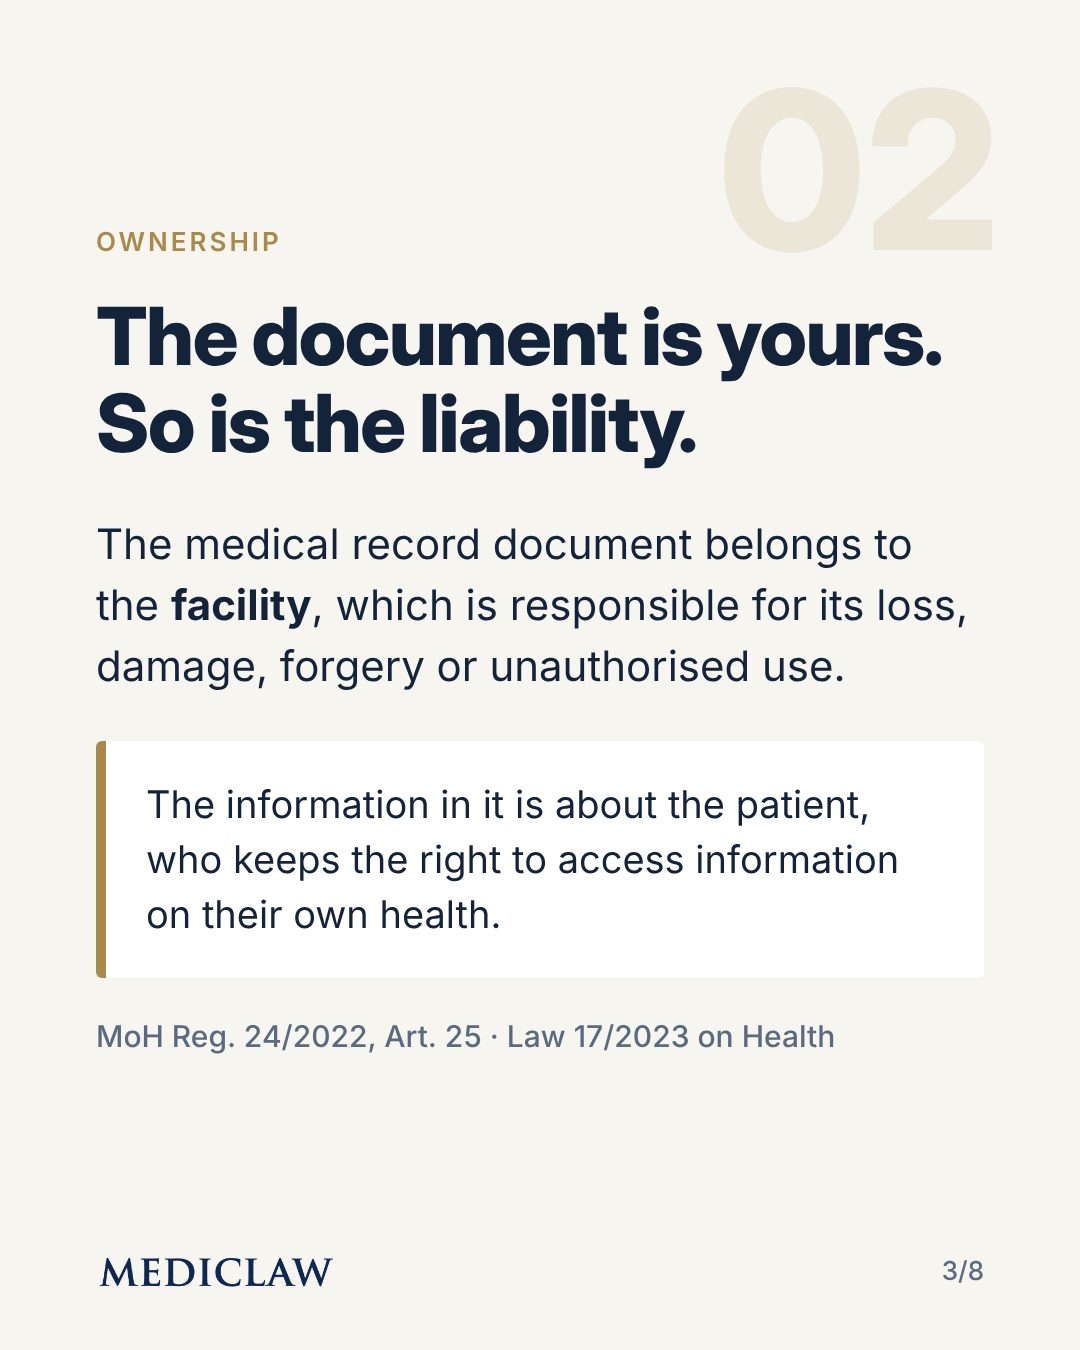 02
OWNERSHIP
The document is yours.
So is the liability.
The medical record document belongs to
the facility, which is responsible for its loss,
damage, forgery or unauthorised use.
The information in it is about the patient,
who keeps the right to access information
on their own health.
MoH Reg. 24/2022, Art. 25 · Law 17/2023 on Health
MEDICLAW
3/8